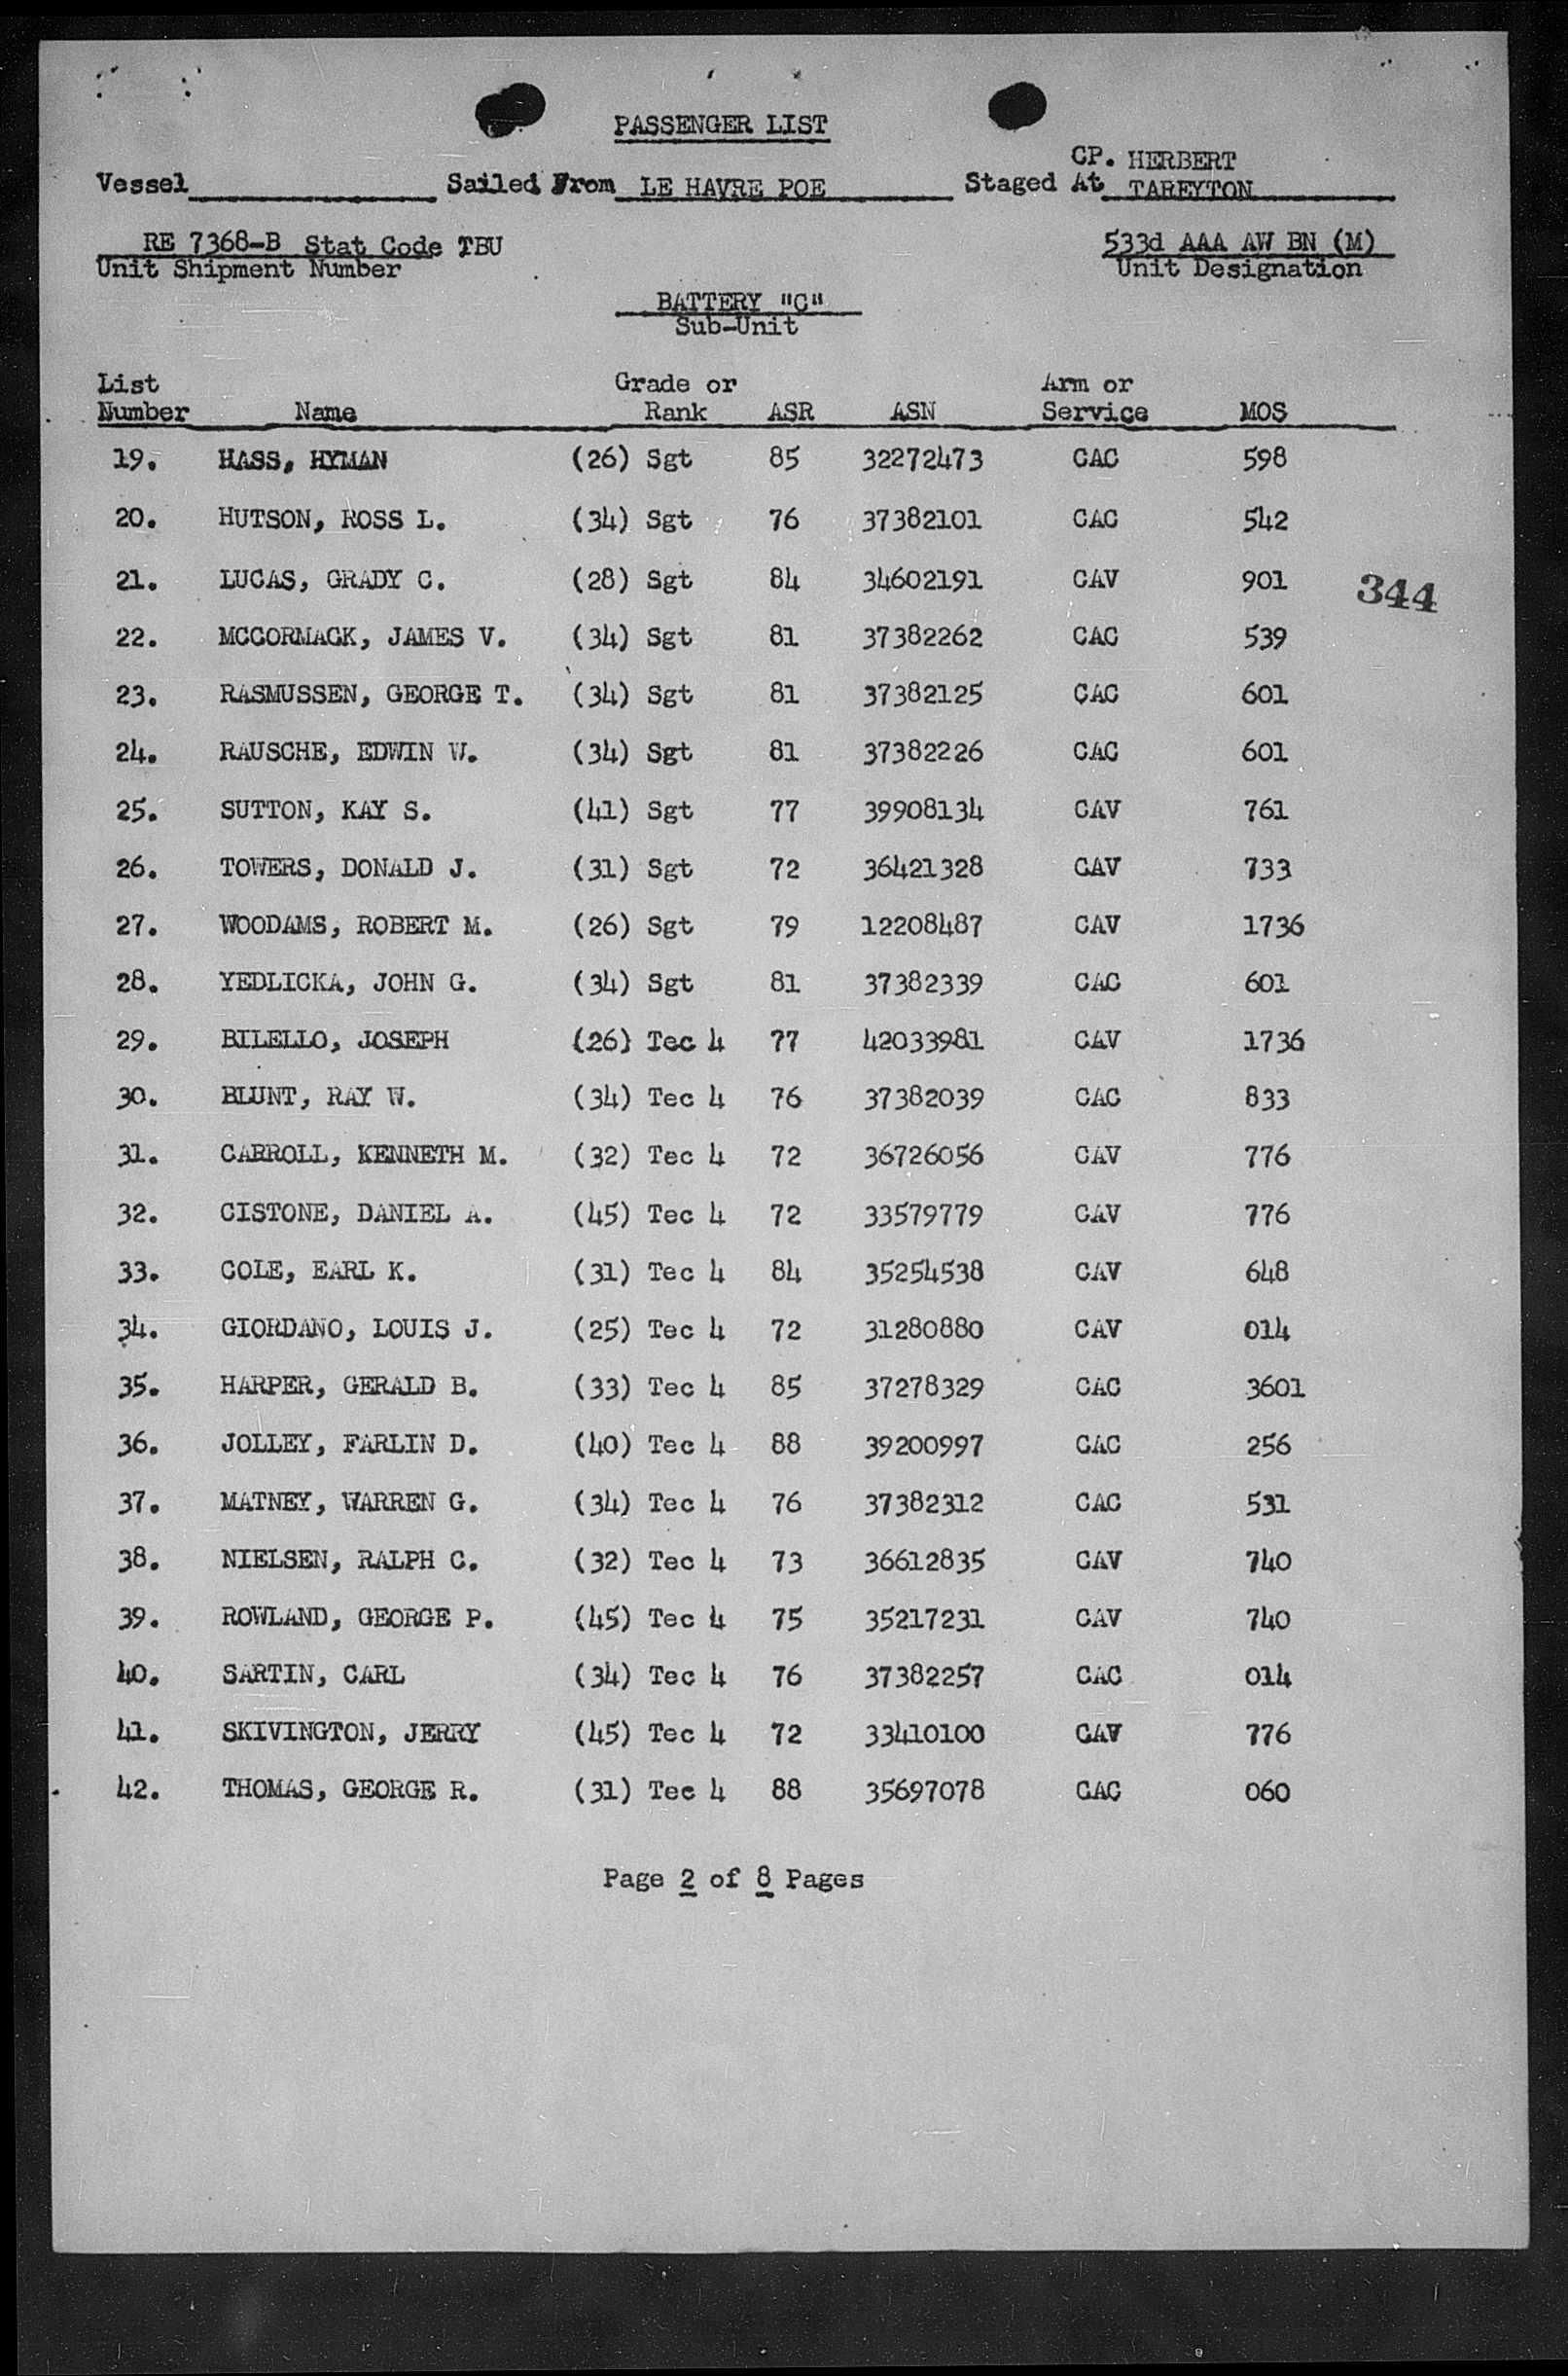 PASSENGER LIST
CP. HERBERT
Vessel Sailed From LE HAVRE POE Staged At TAREYTON
RE 7368-B Stat Code TBU 533d AAA AW BN (M)
Unit Shipment Number Unit Designation
BATTERY "C"
Sub-Unit
List Grade or Arm or
Number Name Rank ASR ASN Service MOS
19. HASS, HYMAN (26) Sgt 85 32272473 CAC 598
20. HUTSON, ROSS L. (34) Sgt 76 37382101 CAC 542
21. LUCAS, GRADY C. (28) Sgt 84 34602191 CAV 901
344
22. MCCORMACK, JAMES V. (34) Sgt 81 37382262 CAC 539
23. RASMUSSEN, GEORGE T. (34) Sgt 81 37382125 CAC 601
24. RAUSCHE, EDWIN W. (34) Sgt 81 37382226 CAC 601
25. SUTTON, KAY S. (41) Sgt 77 39908134 CAV 761
26. TOWERS, DONALD J. (31) Sgt 72 36421328 CAV 733
27. WOODAMS, ROBERT M. (26) Sgt 79 12208487 CAV 1736
28. YEDLICKA, JOHN G. (34) Sgt 81 37382339 CAC 601
29. BILELLO, JOSEPH (26) Tec 4 77 42033981 CAV 1736
30. BLUNT, RAY W. (34) Tec 4 76 37382039 CAC 833
31. CARROLL, KENNETH M. (32) Tec 4 72 36726056 CAV 776
32. CISTONE, DANIEL A. (45) Tec 4 72 33579779 CAV 776
33. COLE, EARL K. (31) Tec 4 84 35254538 CAV 648
34. GIORDANO, LOUIS J. (25) Tec 4 72 31280880 CAV 014
35. HARPER, GERALD B. (33) Tec 4 85 37278329 CAC 3601
36. JOLLEY, FARLIN D. (40) Tec 4 88 39200997 CAC 256
37. MATNEY, WARREN G. (34) Tec 4 76 37382312 CAC 531
38. NIELSEN, RALPH C. (32) Tec 4 73 36612835 CAV 740
39. ROWLAND, GEORGE P. (45) Tec 4 75 35217231 CAV 740
40. SARTIN, CARL (34) Tec 4 76 37382257 CAC 014
41. SKIVINGTON, JERRY (45) Tec 4 72 33410100 CAV 776
42. THOMAS, GEORGE R. (31) Tec 4 88 35697078 CAC 060
Page 2 of 8 Pages